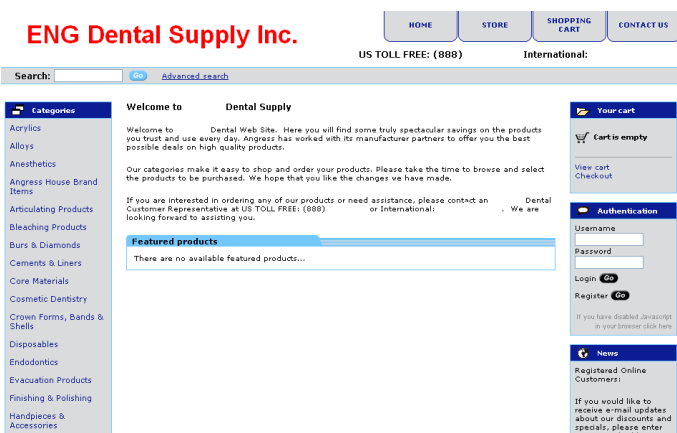 ENG Dental Supply Inc.
HOME
STORE
SHOPPING
CART
CONTACT US
US TOLL FREE: (888)
International:
Search:
Go
Advanced search
Categories
Acrylics
Alloys
Anesthetics
Angress House Brand
Items
Articulating Products
Bleaching Products
Burs & Diamonds
Cements & Liners
Core Materials
Cosmetic Dentistry
Crown Forms, Bands &
Shells
Disposables
Endodontics
Evacuation Products
Finishing & Polishing
Handpieces &
Accessories
Welcome to Dental Supply
Welcome to Dental Web Site. Here you will find some truly spectacular savings on the products
you trust and use every day. Angress has worked with its manufacturer partners to offer you the best
possible deals on high quality products.
Our categories make it easy to shop and order your products. Please take the time to browse and select
the products to be purchased. We hope that you like the changes we have made.
If you are interested in ordering any of our products or need assistance, please contact an Dental
Customer Representative at US TOLL FREE: (888) or International: . We are
looking forward to assisting you.
Featured products
There are no available featured products...
Your cart
Cart is empty
View cart
Checkout
Authentication
Username
Password
Login Go
Register Go
If you have disabled Javascript
in your browser click here
News
Registered Online
Customers:
If you would like to
receive e-mail updates
about our discounts and
specials, please enter